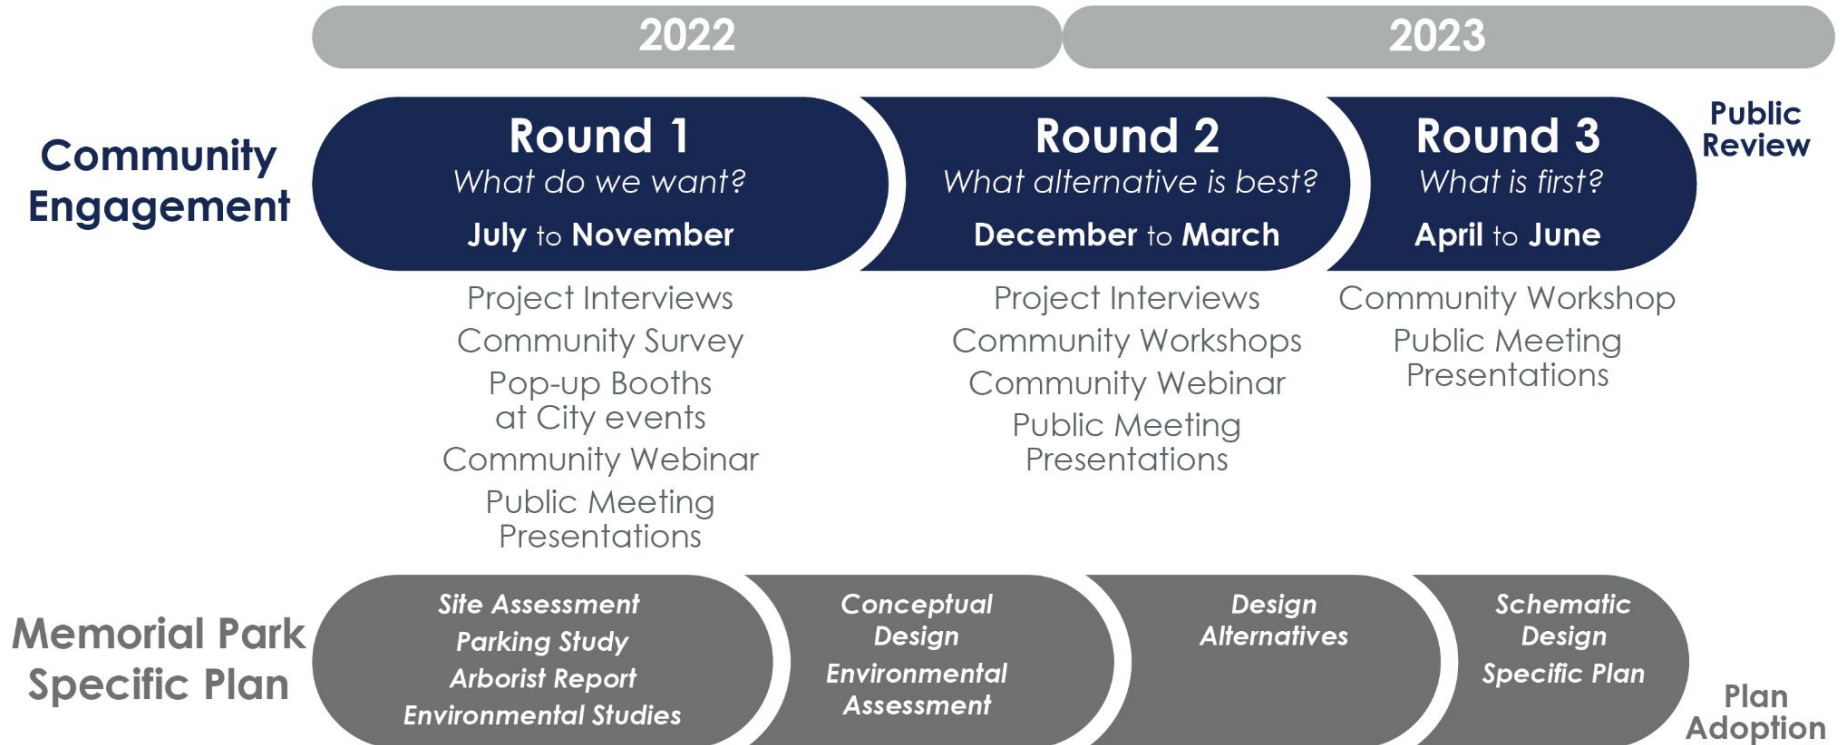 2022
2023
Community
Engagement
Round 1
What do we want?
July to November
Round 2
What alternative is best?
December to March
Round 3
What is first?
April to June
Public
Review
Project Interviews
Community Survey
Pop-up Booths
at City events
Community Webinar
Public Meeting
Presentations
Project Interviews
Community Workshops
Community Webinar
Public Meeting
Presentations
Community Workshop
Public Meeting
Presentations
Memorial Park
Specific Plan
Site Assessment
Parking Study
Arborist Report
Environmental Studies
Conceptual
Design
Environmental
Assessment
Design
Alternatives
Schematic
Design
Specific Plan
Plan
Adoption